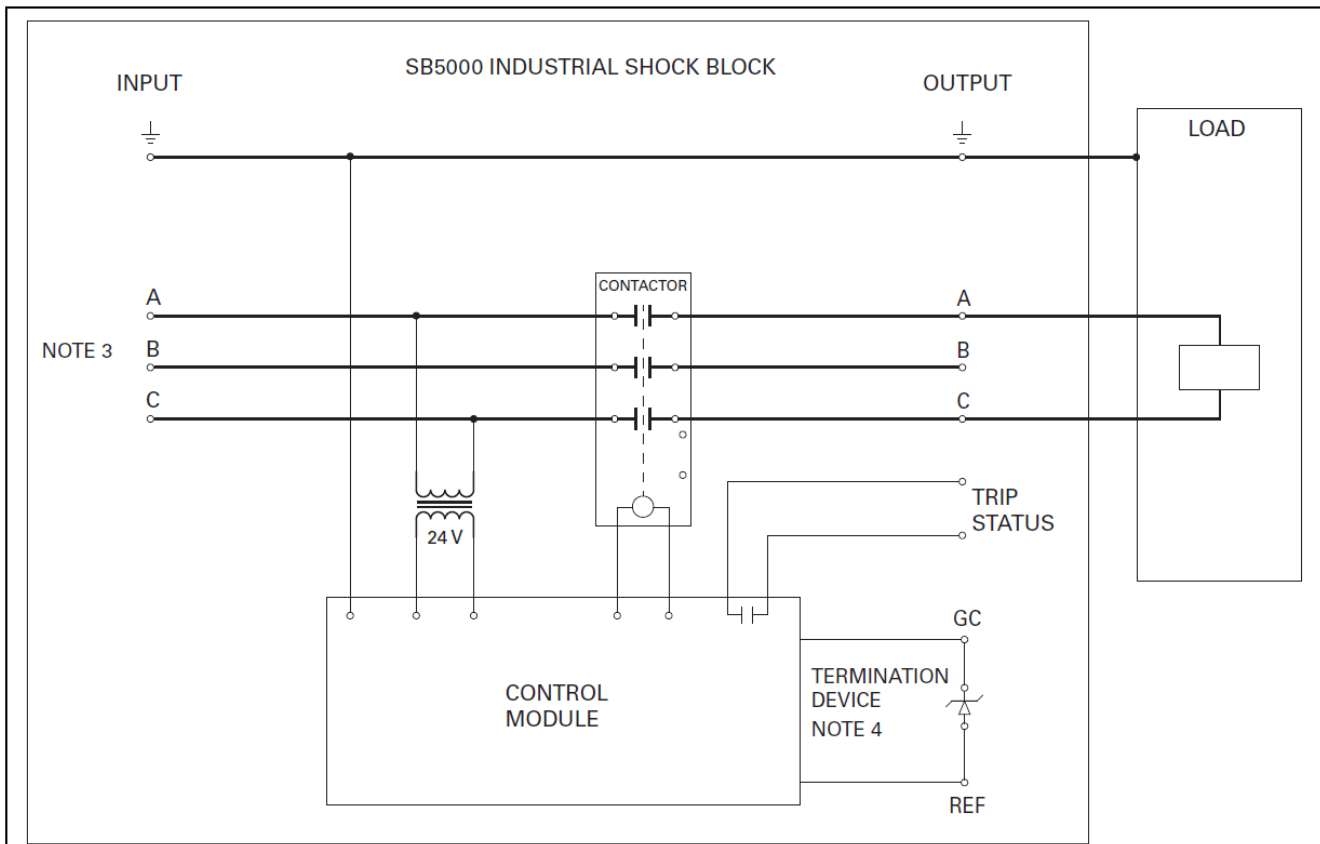 SB5000 INDUSTRIAL SHOCK BLOCK
INPUT
OUTPUT
LOAD
CONTACTOR
A
A
NOTE 3
B
B
C
C
TRIP
STATUS
24 V
GC
CONTROL
MODULE
TERMINATION
DEVICE
NOTE 4
REF